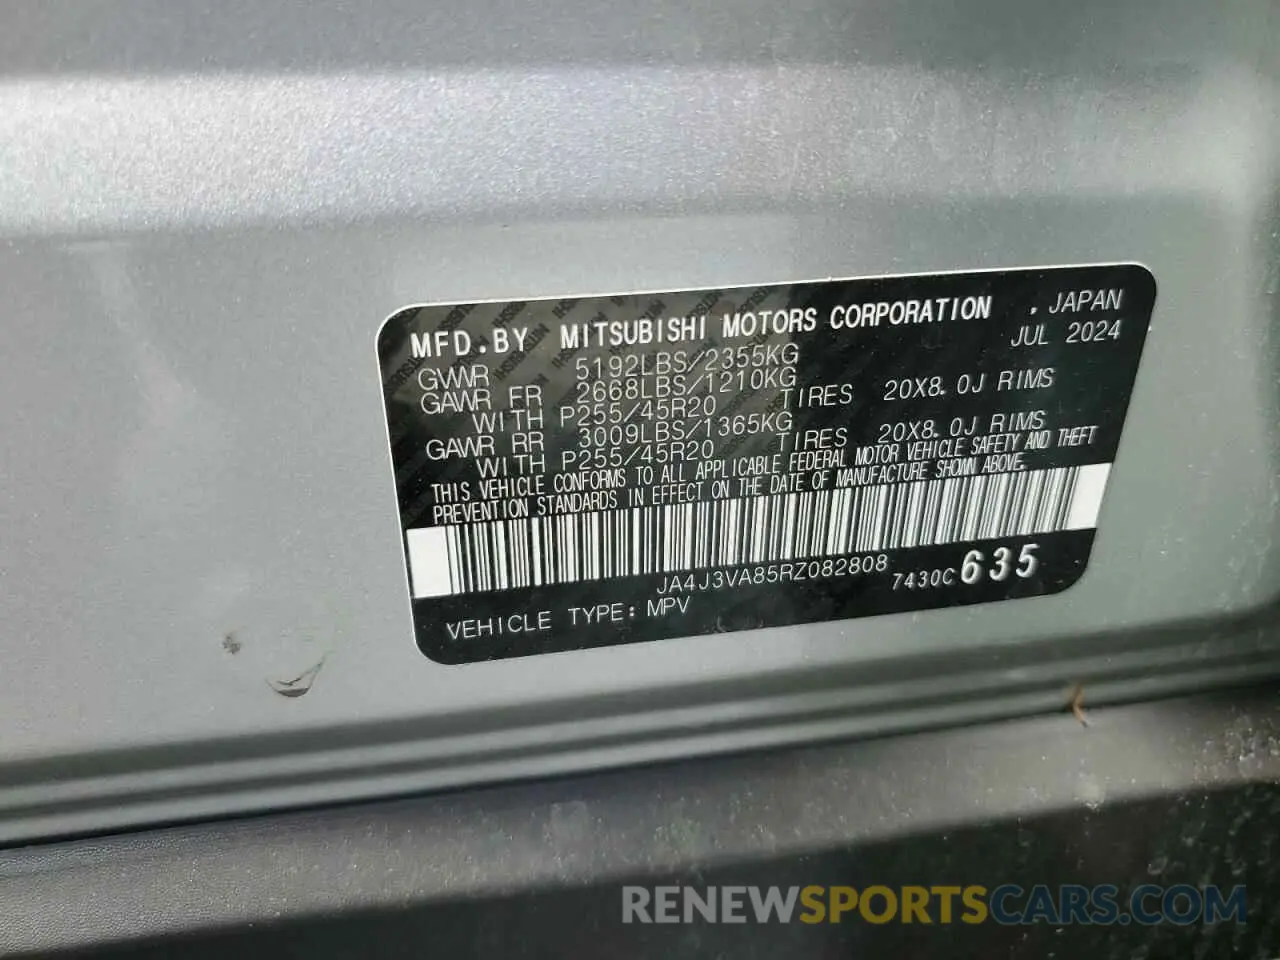 MFD.BY MITSUBISHI MOTORS CORPORATION , JAPAN
JUL 2024
GVWR 5192LBS/2355KG
GAWR FR 2668LBS/1210KG
WITH P255/45R20 TIRES 20X8.0J RIMS
GAWR RR 3009LBS/1365KG
WITH P255/45R20 TIRES 20X8.0J RIMS
THIS VEHICLE CONFORMS TO ALL APPLICABLE FEDERAL MOTOR VEHICLE SAFETY AND THEFT
PREVENTION STANDARDS IN EFFECT ON THE DATE OF MANUFACTURE SHOWN ABOVE.
JA4J3VA85RZ082808 7430C635
VEHICLE TYPE: MPV
RENEWSPORTSCARS.COM